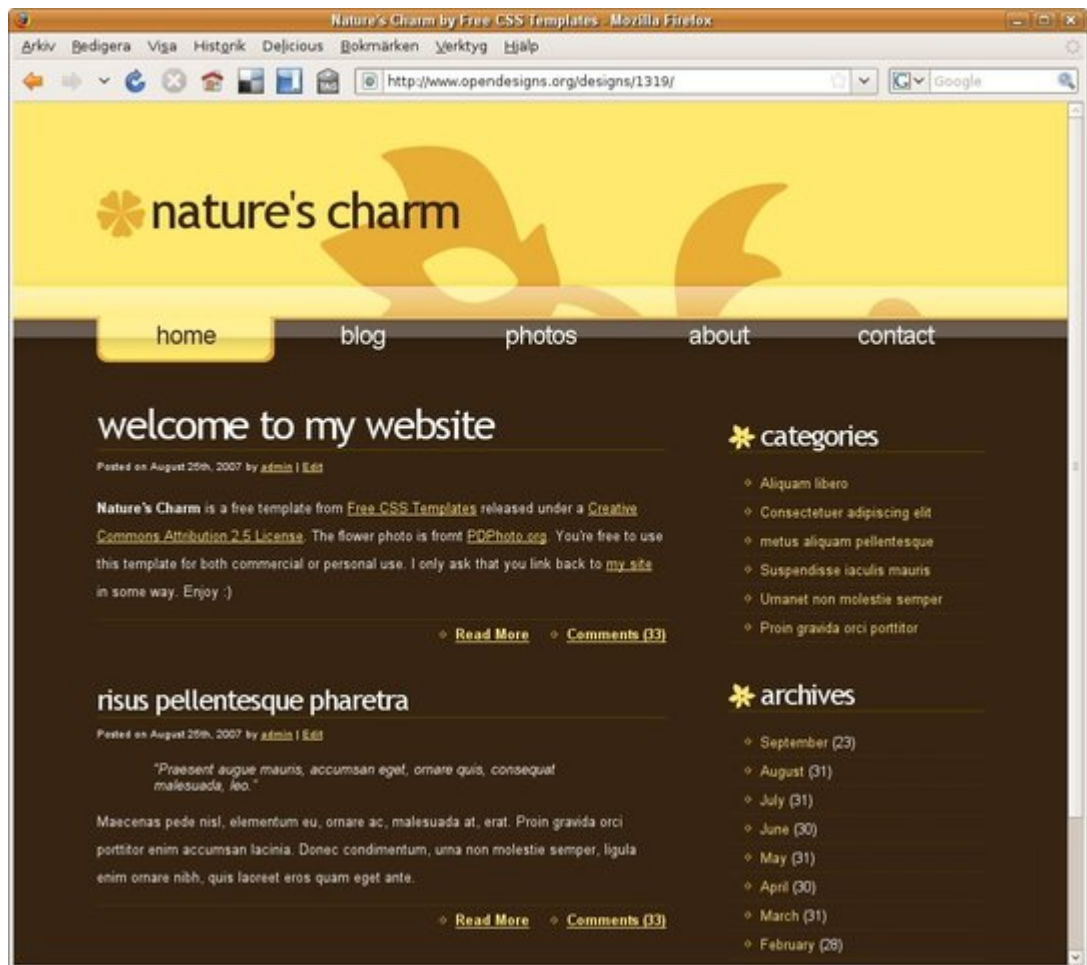 Nature's Charm by Free CSS Templates - Mozilla Firefox
Arkiv Redigera Visa Historik Delicious Bokmärken Verktyg Hjälp
http://www.opendesigns.org/designs/1319/
Google
nature's charm
home blog photos about contact
welcome to my website
Posted on August 25th, 2007 by admin | Edit
Nature's Charm is a free template from Free CSS Templates released under a Creative
Commons Attribution 2.5 License. The flower photo is fromt PDPhoto.org. You're free to use
this template for both commercial or personal use. I only ask that you link back to my site
in some way. Enjoy :)
Read More Comments (33)
risus pellentesque pharetra
Posted on August 25th, 2007 by admin | Edit
"Praesent augue mauris, accumsan eget, ornare quis, consequat
malesuada, leo."
Maecenas pede nisl, elementum eu, ornare ac, malesuada at, erat. Proin gravida orci
porttitor enim accumsan lacinia. Donec condimentum, urna non molestie semper, ligula
enim ornare nibh, quis laoreet eros quam eget ante.
Read More Comments (33)
categories
Aliquam libero
Consectetuer adipiscing elit
metus aliquam pellentesque
Suspendisse iaculis mauris
Urnanet non molestie semper
Proin gravida orci porttitor
archives
September (23)
August (31)
July (31)
June (30)
May (31)
April (30)
March (31)
February (28)